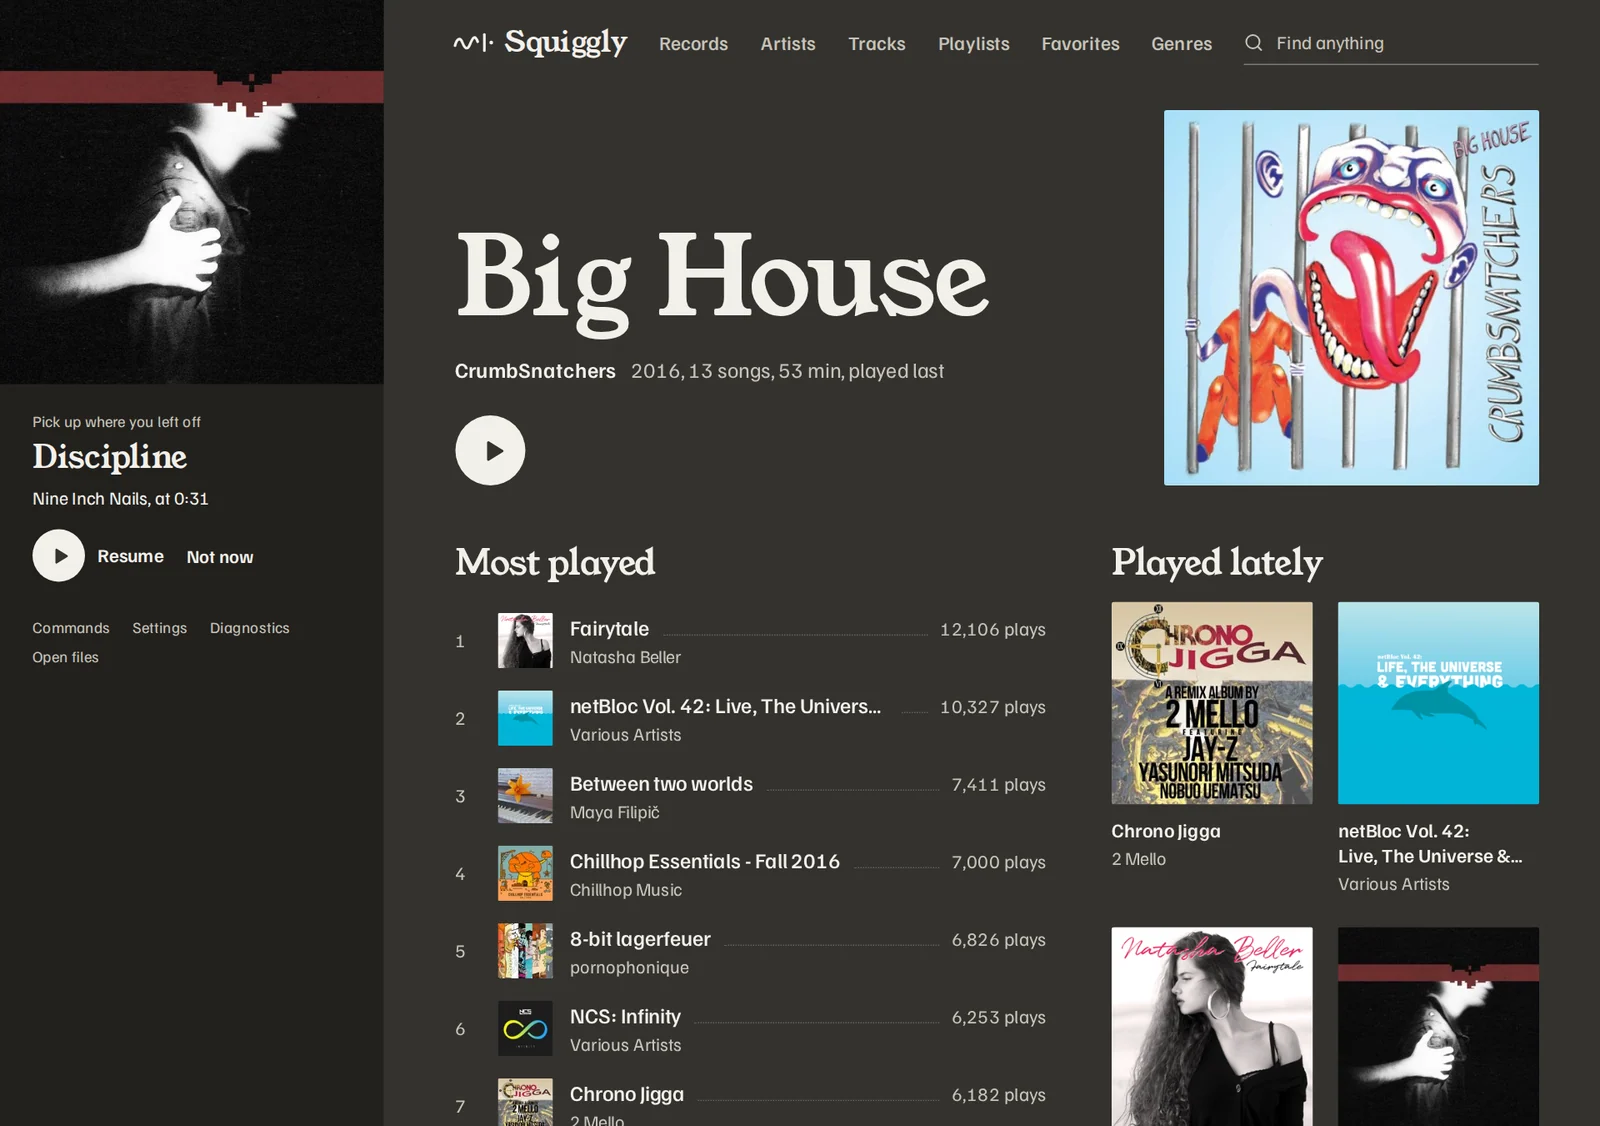 Squiggly
Records
Artists
Tracks
Playlists
Favorites
Genres
Find anything
BIG HOUSE
CRUMBSNATCHERS
Big House
CrumbSnatchers 2016, 13 songs, 53 min, played last
Pick up where you left off
Discipline
Nine Inch Nails, at 0:31
Resume
Not now
Commands
Settings
Diagnostics
Open files
Most played
1
Fairytale
12,106 plays
Natasha Beller
2
netBloc Vol. 42: Live, The Univers...
10,327 plays
Various Artists
3
Between two worlds
7,411 plays
Maya Filipič
4
Chillhop Essentials - Fall 2016
7,000 plays
Chillhop Music
5
8-bit lagerfeuer
6,826 plays
pornophonique
6
NCS: Infinity
6,253 plays
Various Artists
7
Chrono Jigga
6,182 plays
2 Mello
Played lately
CHRONO
JIGGA
A REMIX ALBUM BY
2 MELLO
FEATURING
JAY-Z
YASUNORI MITSUDA
NOBUO UEMATSU
Chrono Jigga
2 Mello
netBloc Vol. 42:
LIFE, THE UNIVERSE
& EVERYTHING
netBloc Vol. 42:
Live, The Universe &...
Various Artists
Natasha Beller
Fairytale